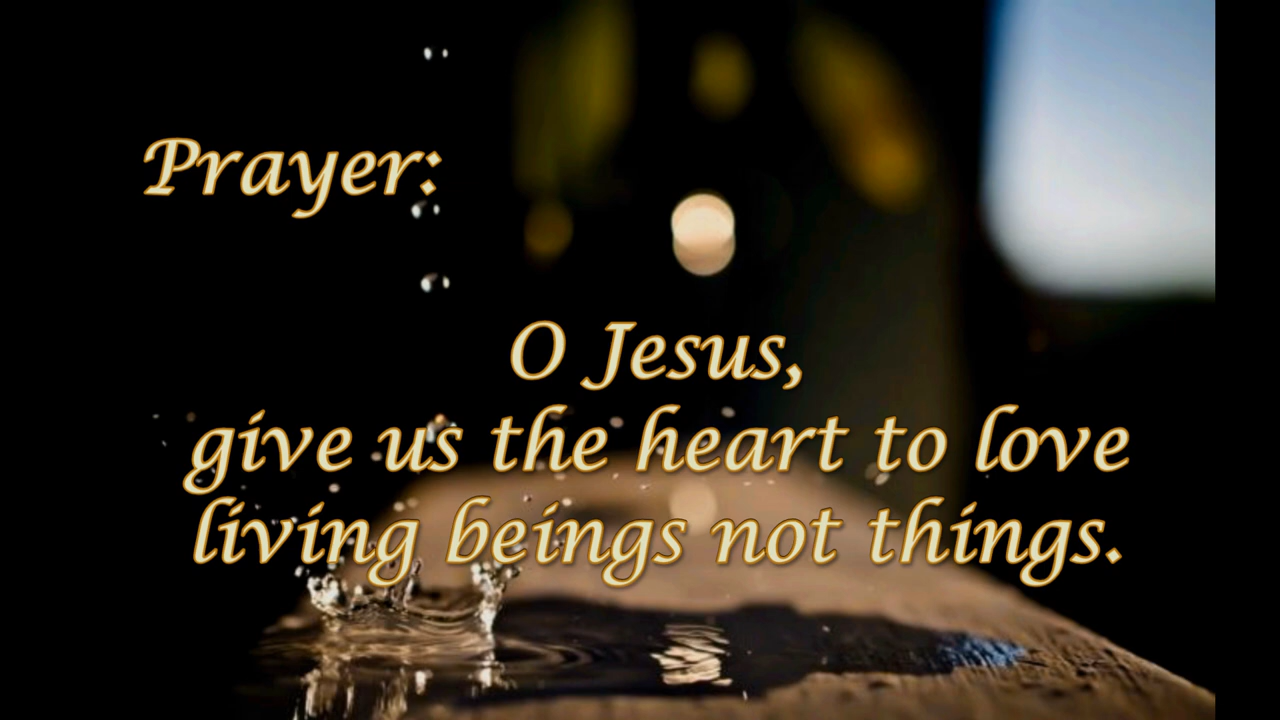 Prayer:
O Jesus,
give us the heart to love
living beings not things.